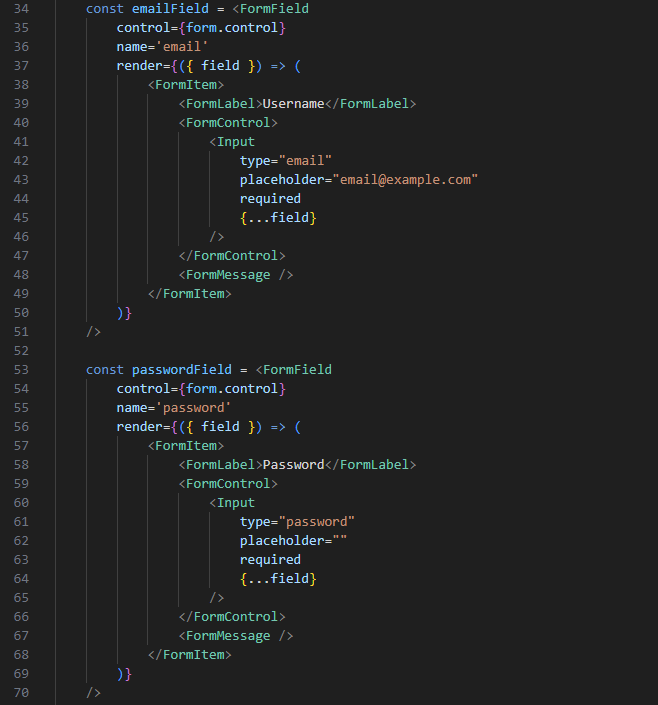 34 const emailField = <FormField
35 control={form.control}
36 name='email'
37 render={({ field }) => (
38 <FormItem>
39 <FormLabel>Username</FormLabel>
40 <FormControl>
41 <Input
42 type="email"
43 placeholder="email@example.com"
44 required
45 {...field}
46 />
47 </FormControl>
48 <FormMessage />
49 </FormItem>
50 )}
51 />
52
53 const passwordField = <FormField
54 control={form.control}
55 name='password'
56 render={({ field }) => (
57 <FormItem>
58 <FormLabel>Password</FormLabel>
59 <FormControl>
60 <Input
61 type="password"
62 placeholder=""
63 required
64 {...field}
65 />
66 </FormControl>
67 <FormMessage />
68 </FormItem>
69 )}
70 />